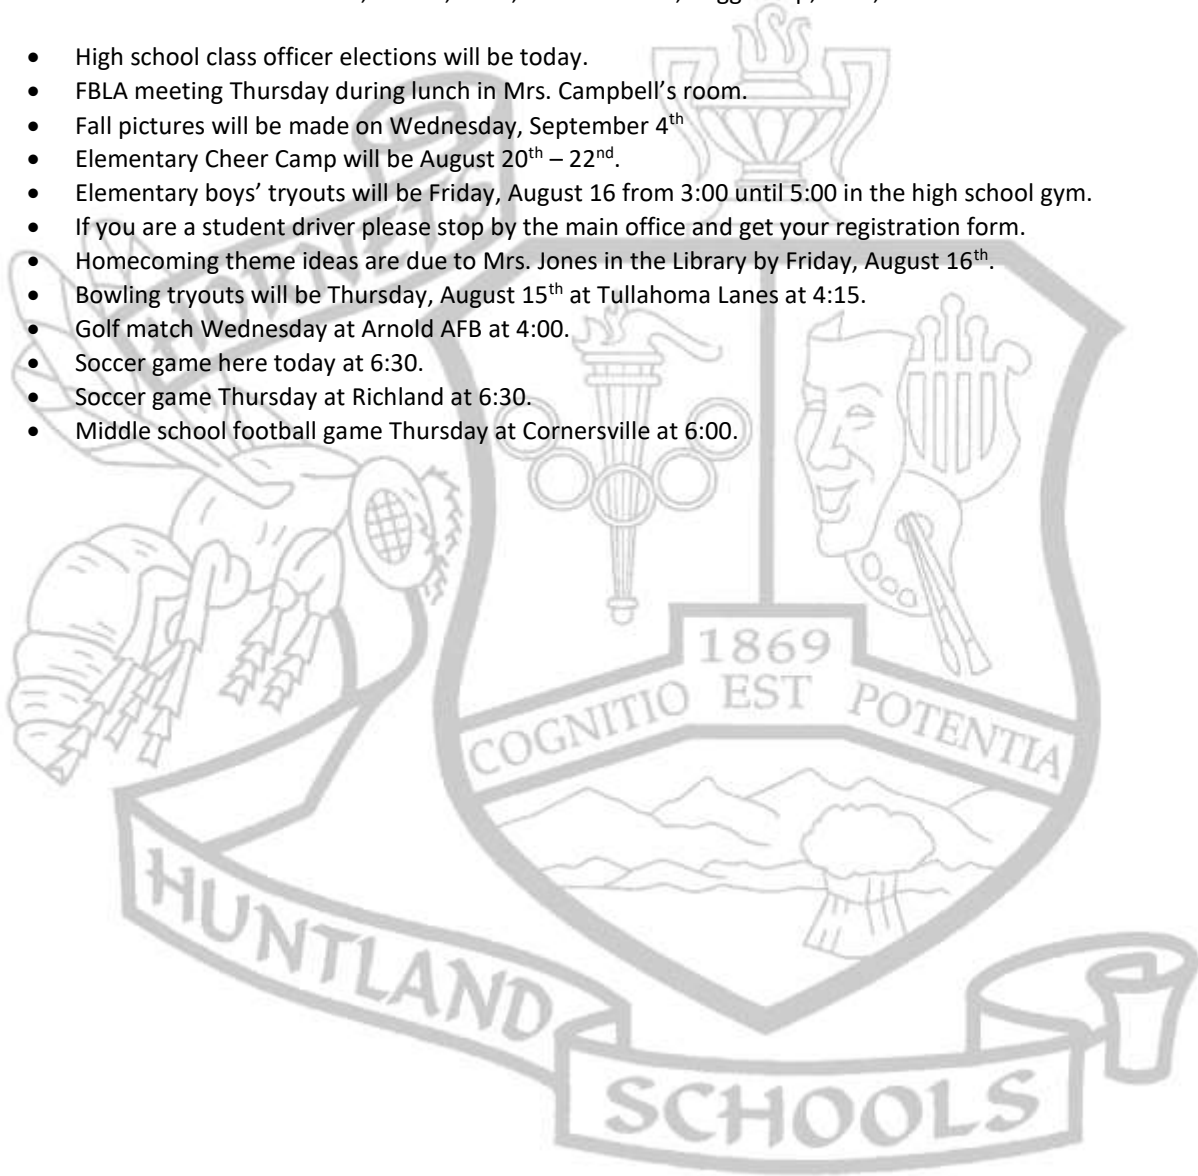 • High school class officer elections will be today.
• FBLA meeting Thursday during lunch in Mrs. Campbell’s room.
• Fall pictures will be made on Wednesday, September 4th
• Elementary Cheer Camp will be August 20th – 22nd.
• Elementary boys’ tryouts will be Friday, August 16 from 3:00 until 5:00 in the high school gym.
• If you are a student driver please stop by the main office and get your registration form.
• Homecoming theme ideas are due to Mrs. Jones in the Library by Friday, August 16th.
• Bowling tryouts will be Thursday, August 15th at Tullahoma Lanes at 4:15.
• Golf match Wednesday at Arnold AFB at 4:00.
• Soccer game here today at 6:30.
• Soccer game Thursday at Richland at 6:30.
• Middle school football game Thursday at Cornersville at 6:00.
HORNETS
1869
COGNITIO EST POTENTIA
HUNTLAND
SCHOOLS